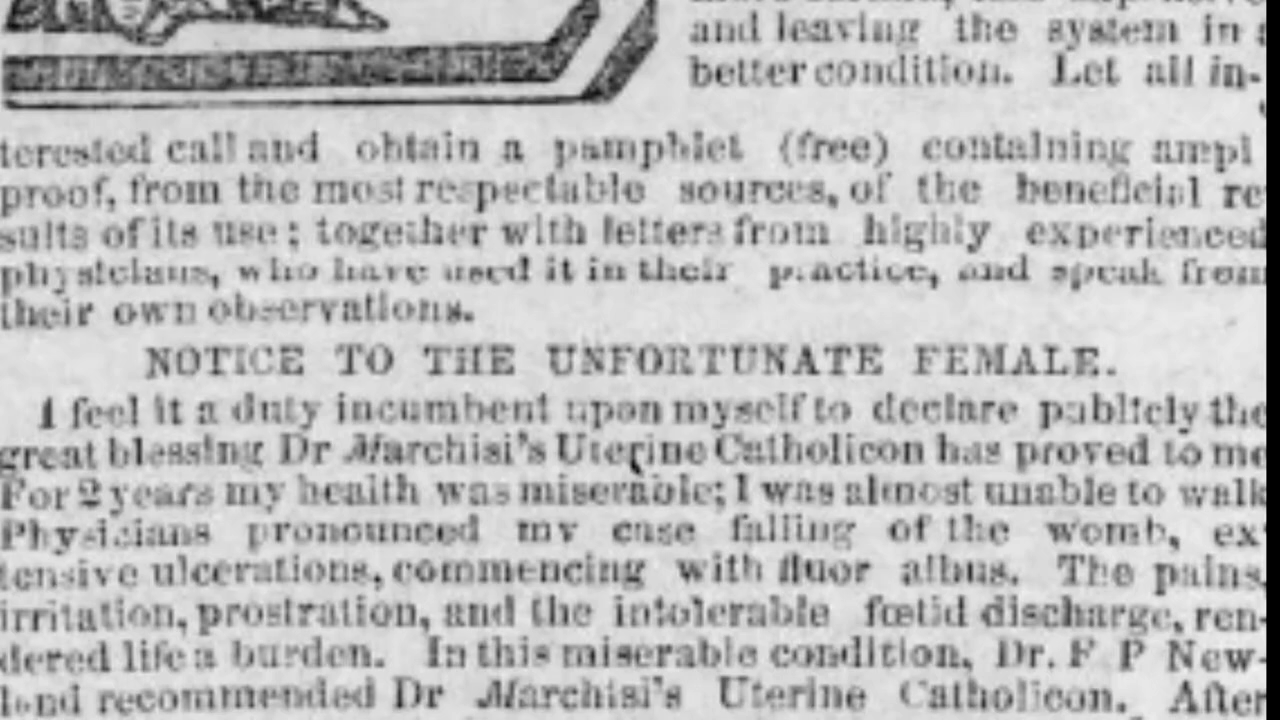 and leaving the system in a
better condition. Let all in-
terested call and obtain a pamphlet (free) containing ampl
proof, from the most respectable sources, of the beneficial re
sults of its use; together with letters from highly experienced
physicians, who have used it in their practice, and speak from
their own observations.
NOTICE TO THE UNFORTUNATE FEMALE.
I feel it a duty incumbent upon myself to declare publicly the
great blessing Dr Marchisi's Uterine Catholicon has proved to me
For 2 years my health was miserable; I was almost unable to walk
Physicians pronounced my case falling of the womb, ex
tensive ulcerations, commencing with fluor albus. The pains,
irritation, prostration, and the intolerable fœtid discharge, ren-
dered life a burden. In this miserable condition, Dr. F P New-
land recommended Dr Marchisi's Uterine Catholicon. After